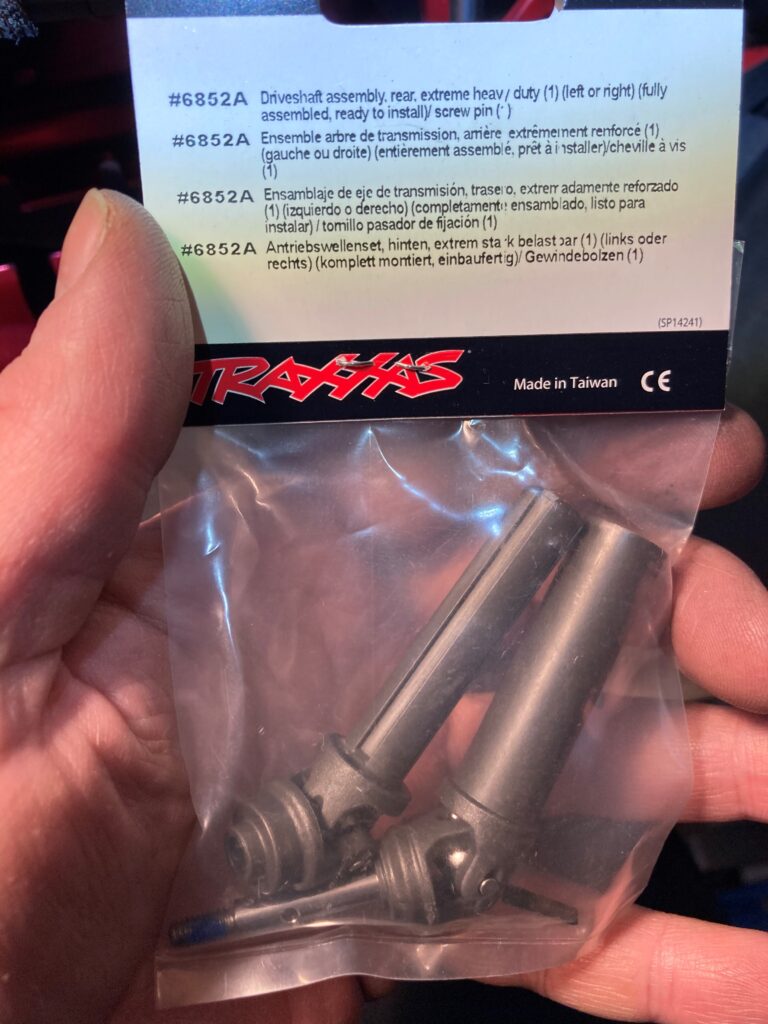 #6852A Driveshaft assembly, rear, extreme heavy duty (1) (left or right) (fully
assembled, ready to install)/ screw pin (1)
#6852A Ensemble arbre de transmission, arrière extrêmement renforcé (1)
(gauche ou droite) (entièrement assemblé, prêt à installer)/cheville à vis
(1)
#6852A Ensamblaje de eje de transmisión, trasero, extremadamente reforzado
(1) (izquierdo o derecho) (completamente ensamblado, listo para
instalar) / tornillo pasador de fijación (1)
#6852A Antriebswellenset, hinten, extrem stark belastbar (1) (links oder
rechts) (komplett montiert, einbaufertig)/ Gewindebolzen (1)
(SP14241)
TRAXXAS
Made in Taiwan CE